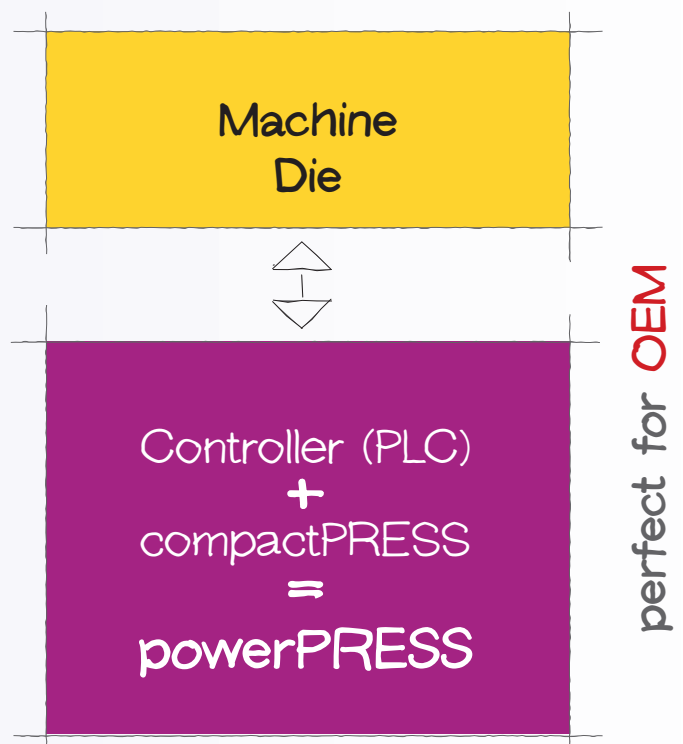 Machine
Die
Controller (PLC)
+
compactPRESS
=
powerPRESS
perfect for OEM